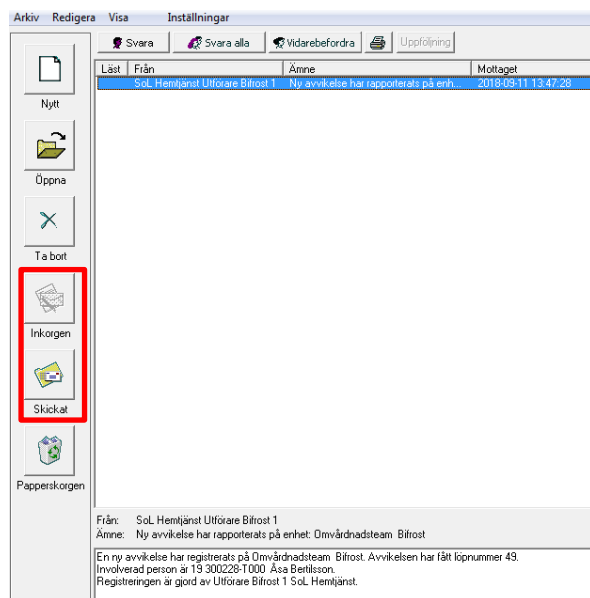 Arkiv Redigera Visa Inställningar
Svara Svara alla Vidarebefordra Uppföljning
Läst Från Ämne Mottaget
SoL Hemtjänst Utförare Bifrost 1 Ny avvikelse har rapporterats på enh... 2018-09-11 13:47:28
Nytt
Öppna
Ta bort
Inkorgen
Skickat
Papperskorgen
Från: SoL Hemtjänst Utförare Bifrost 1
Ämne: Ny avvikelse har rapporterats på enhet: Omvårdnadsteam Bifrost
En ny avvikelse har registrerats på Omvårdnadsteam Bifrost. Avvikelsen har fått löpnummer 49.
Involverad person är 19 300228-T000 Åsa Bertilsson.
Registreringen är gjord av Utförare Bifrost 1 SoL Hemtjänst.